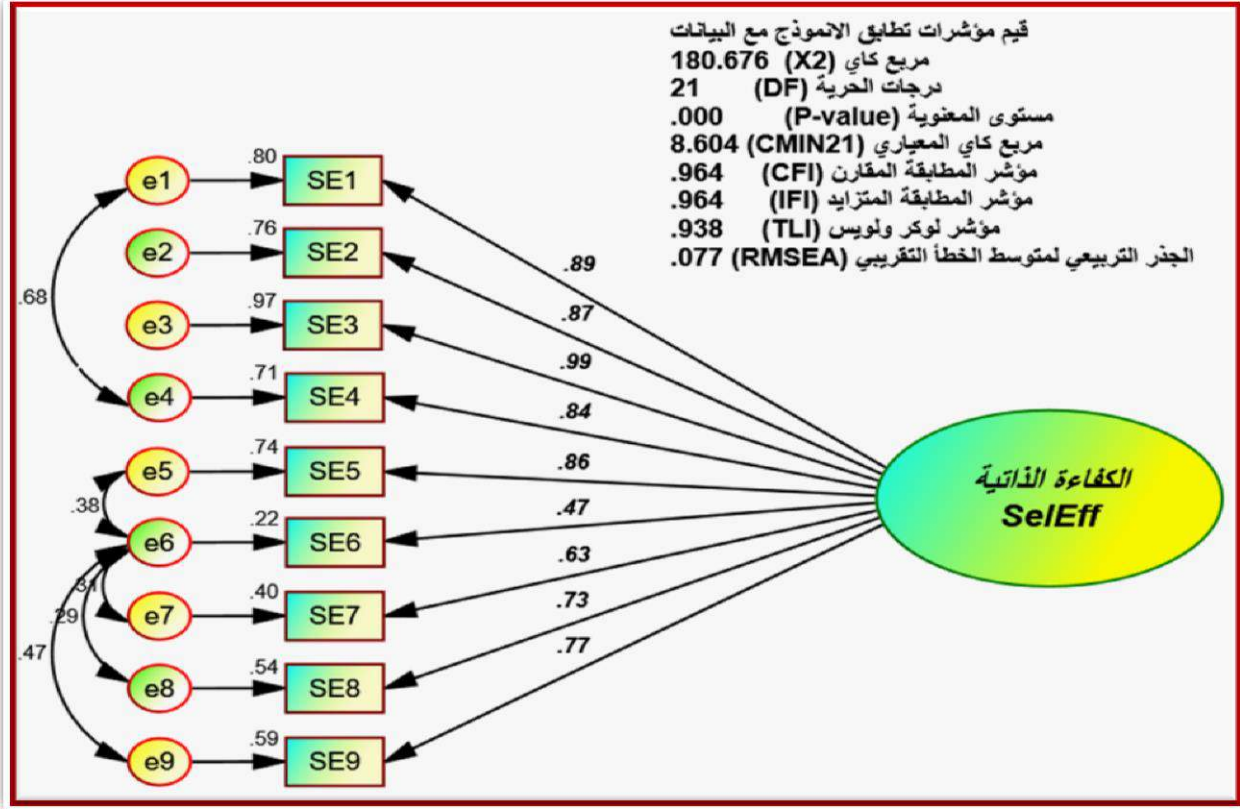 قيم مؤشرات تطابق الانموذج مع البيانات
مربع كاي (X2) 180.676
درجات الحرية (DF) 21
مستوى المعنوية (P-value) .000
مربع كاي المعياري (CMIN21) 8.604
مؤشر المطابقة المقارن (CFI) .964
مؤشر المطابقة المتزايد (IFI) .964
مؤشر لوكر ولويس (TLI) .938
الجذر التربيعي لمتوسط الخطأ التقريبي (RMSEA) .077
e1 .80 SE1 .89
e2 .76 SE2 .87
.68
e3 .97 SE3 .99
e4 .71 SE4 .84
e5 .74 SE5 .86
.38
e6 .22 SE6 .47
.31
e7 .40 SE7 .63
.29
.47
e8 .54 SE8 .73
e9 .59 SE9 .77
الكفاءة الذاتية
SelEff